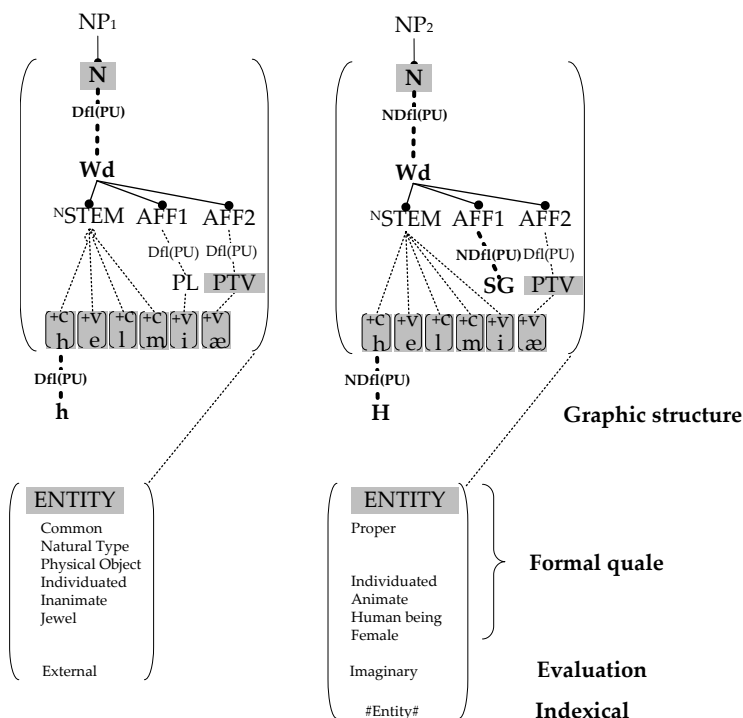 NP1 NP2
N N
Dfl(PU) NDfl(PU)
Wd Wd
NSTEM AFF1 AFF2 NSTEM AFF1 AFF2
Dfl(PU) Dfl(PU) NDfl(PU) Dfl(PU)
PL PTV SG PTV
+c +v +c +c +v +v +c +v +c +c +v +v
h e l m i æ h e l m i æ
Dfl(PU) NDfl(PU)
h H
Graphic structure
ENTITY ENTITY
Common Proper
Natural Type
Physical Object
Individuated Individuated
Inanimate Animate
Jewel Human being
Female
Formal quale
External Imaginary Evaluation
#Entity# Indexical